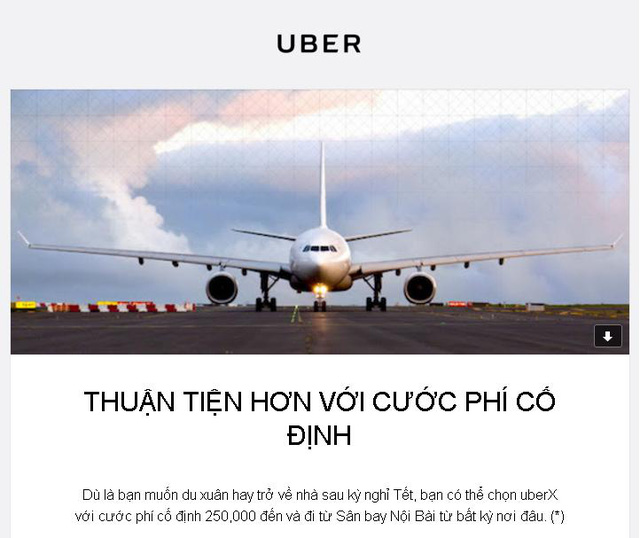 UBER
THUẬN TIỆN HƠN VỚI CƯỚC PHÍ CỐ
ĐỊNH
Dù là bạn muốn du xuân hay trở về nhà sau kỳ nghỉ Tết, bạn có thể chọn uberX
với cước phí cố định 250,000 đến và đi từ Sân bay Nội Bài từ bất kỳ nơi đâu. (*)